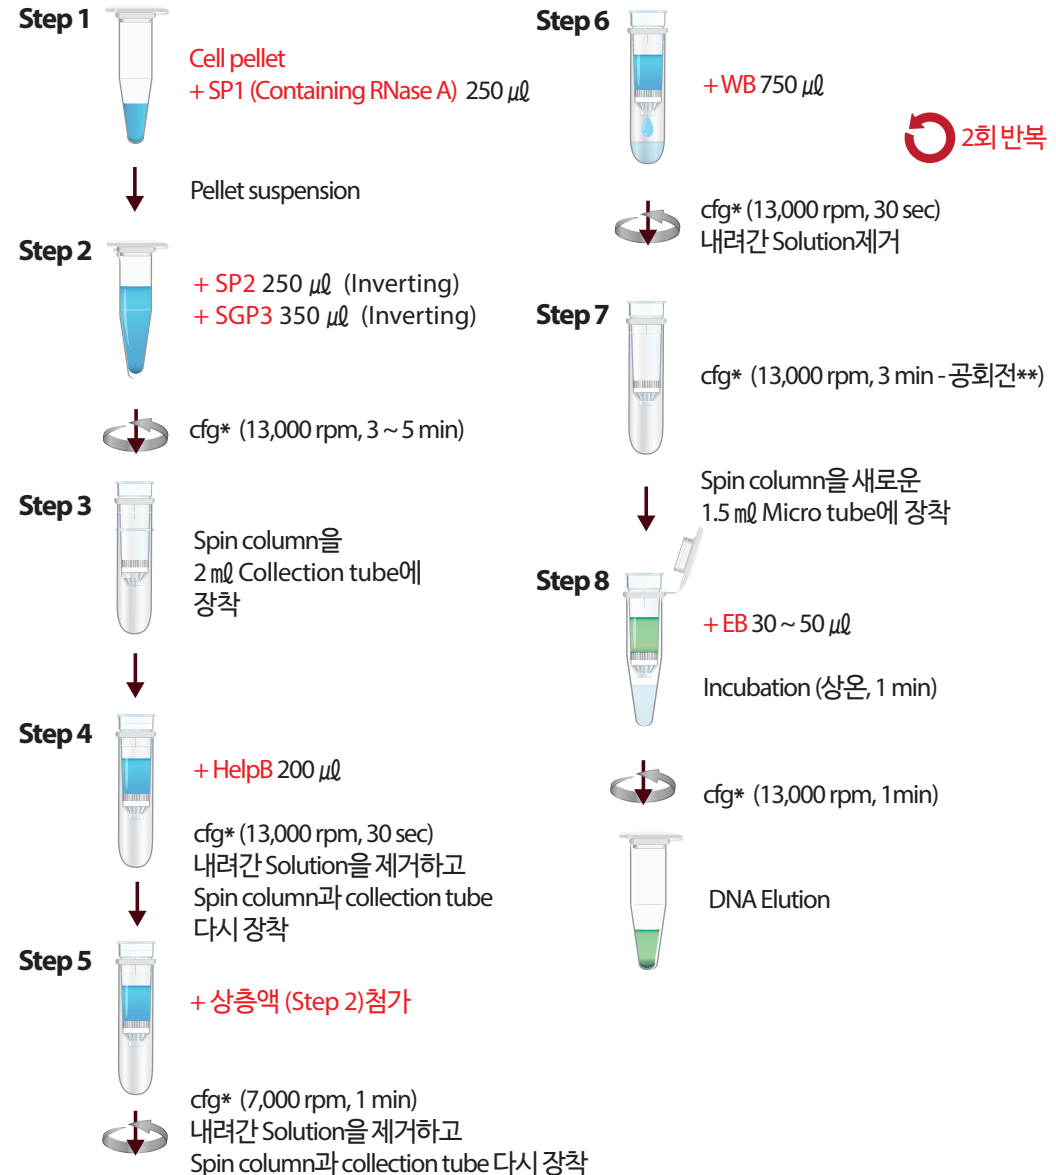 Step 1
Cell pellet
+ SP1 (Containing RNase A) 250 ㎕
Pellet suspension
Step 2
+ SP2 250 ㎕ (Inverting)
+ SGP3 350 ㎕ (Inverting)
cfg* (13,000 rpm, 3 ~ 5 min)
Step 3
Spin column을
2 ㎖ Collection tube에
장착
Step 4
+ HelpB 200 ㎕
cfg* (13,000 rpm, 30 sec)
내려간 Solution을 제거하고
Spin column과 collection tube
다시 장착
Step 5
+ 상층액 (Step 2)첨가
cfg* (7,000 rpm, 1 min)
내려간 Solution을 제거하고
Spin column과 collection tube 다시 장착
Step 6
+ WB 750 ㎕
2회 반복
cfg* (13,000 rpm, 30 sec)
내려간 Solution제거
Step 7
cfg* (13,000 rpm, 3 min - 공회전**)
Spin column을 새로운
1.5 ㎖ Micro tube에 장착
Step 8
+ EB 30 ~ 50 ㎕
Incubation (상온, 1 min)
cfg* (13,000 rpm, 1min)
DNA Elution